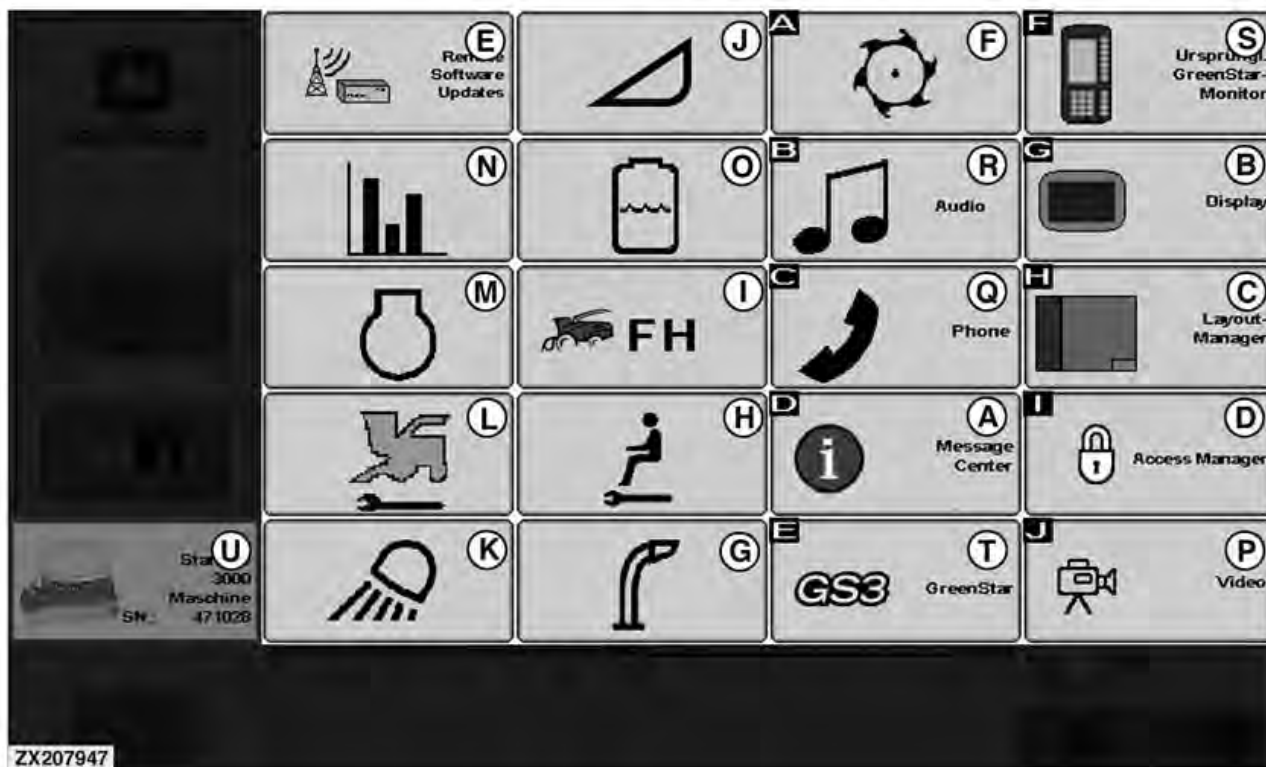 E
Remote
Software
Updates
J
A
F
F
S
Ursprüngl.
GreenStar-
Monitor
N
O
B
R
Audio
G
B
Display
M
I
FH
C
Q
Phone
H
C
Layout-
Manager
L
H
D
A
i
Message
Center
I
D
Access Manager
U
3000
Maschine
SN.: 471028
K
G
E
T
GS3
GreenStar
J
P
Video
ZX207947